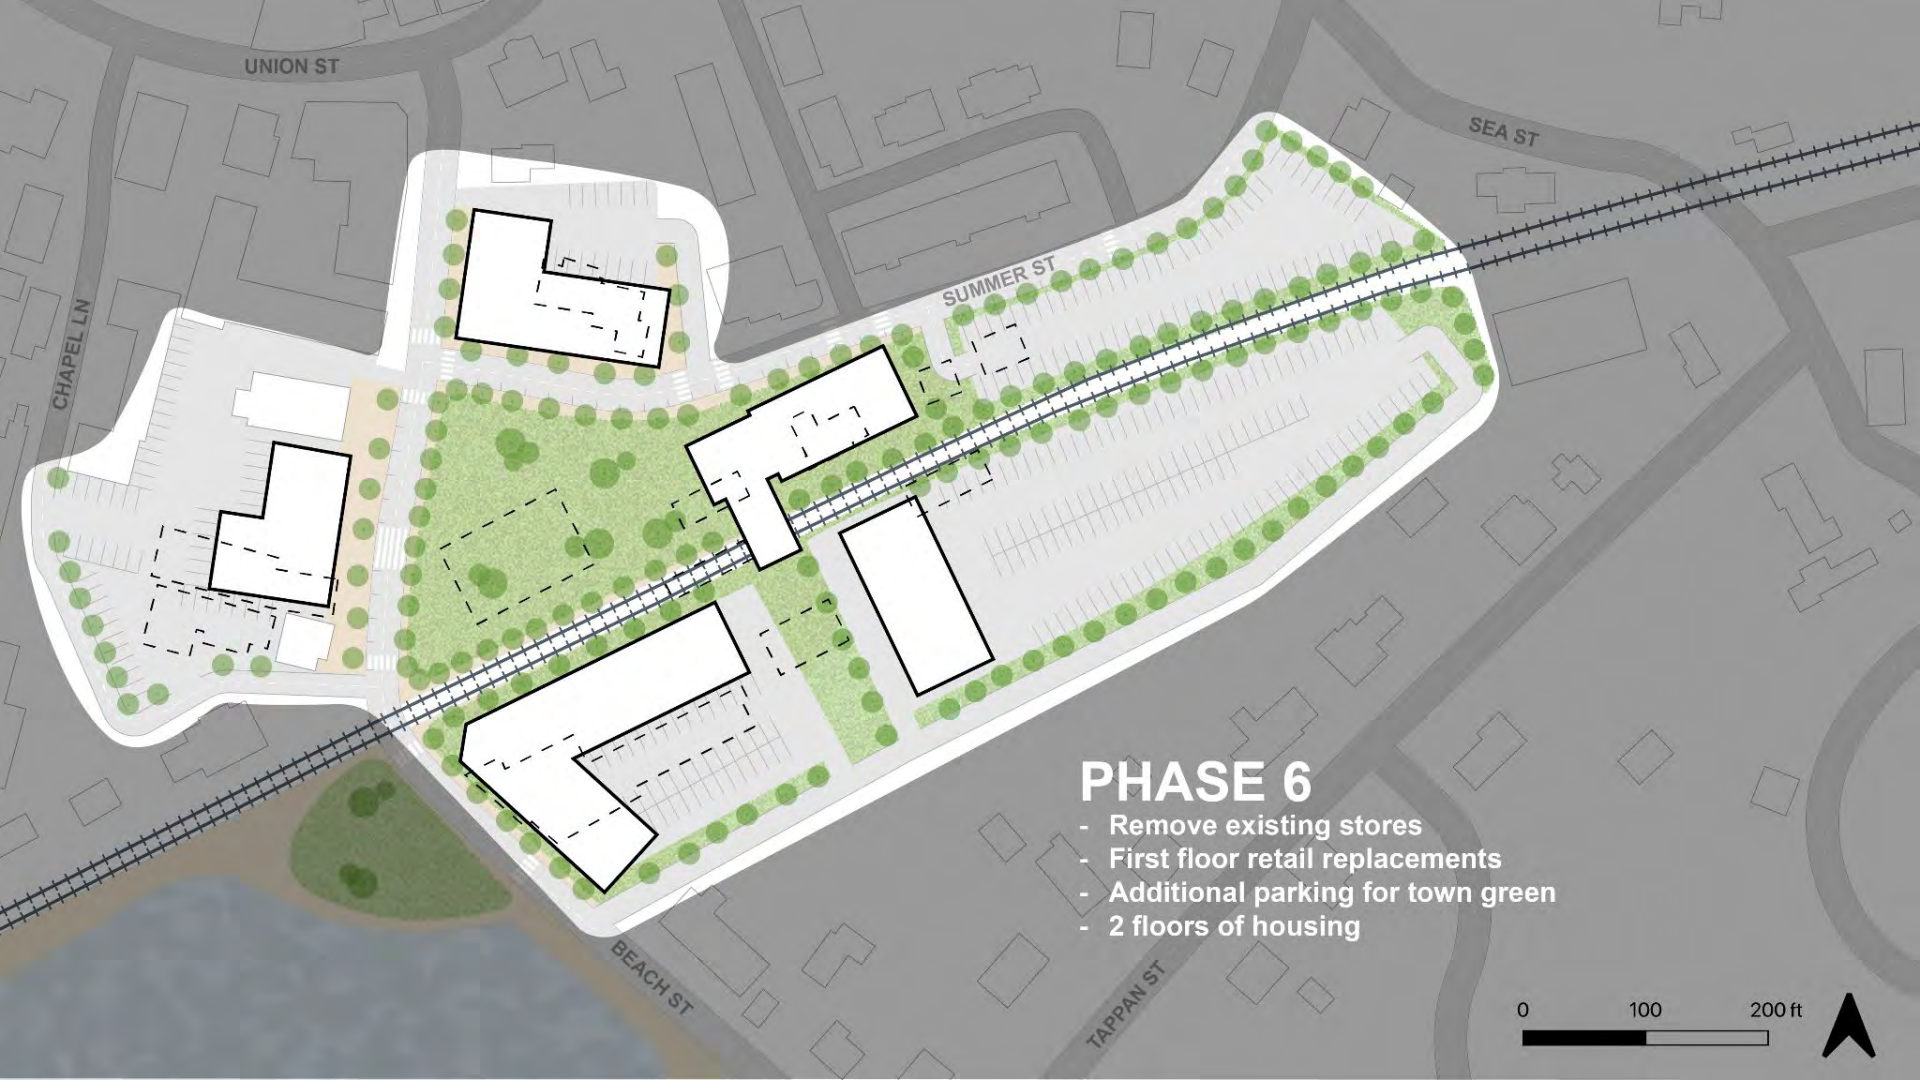 UNION ST
SEA ST
SUMMER ST
CHAPEL LN
PHASE 6
- Remove existing stores
- First floor retail replacements
- Additional parking for town green
- 2 floors of housing
BEACH ST
TAPPAN ST
0 100 200 ft